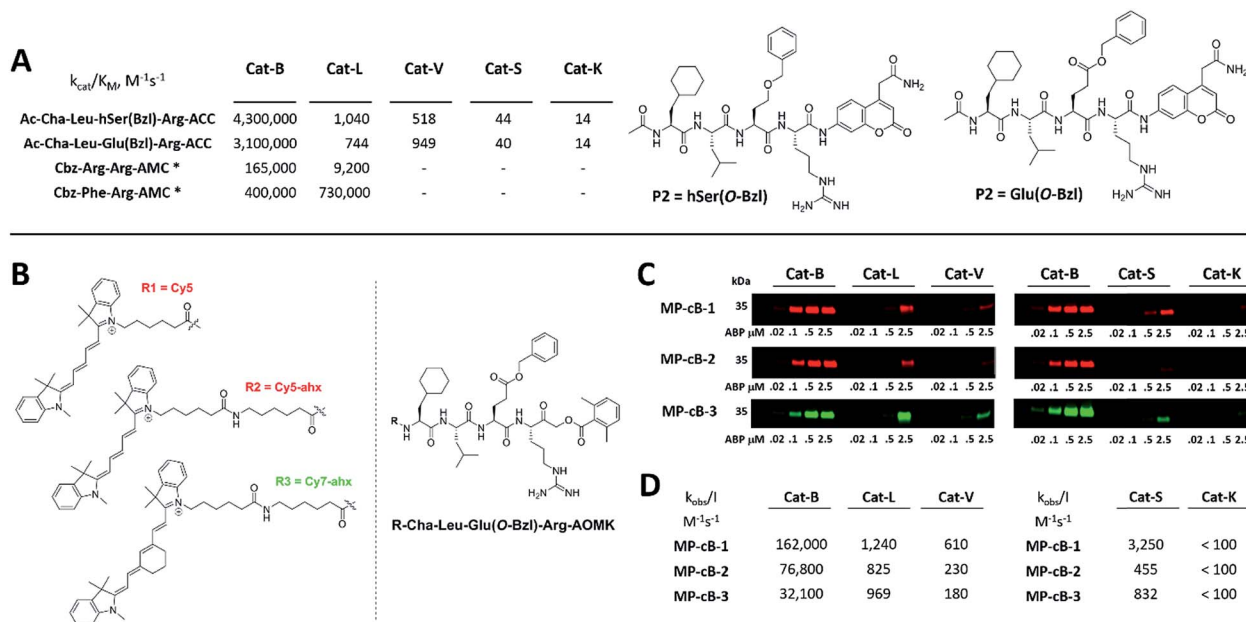 A
kcat/KM, M-1s-1 Cat-B Cat-L Cat-V Cat-S Cat-K
Ac-Cha-Leu-hSer(Bzl)-Arg-ACC 4,300,000 1,040 518 44 14
Ac-Cha-Leu-Glu(Bzl)-Arg-ACC 3,100,000 744 949 40 14
Cbz-Arg-Arg-AMC * 165,000 9,200 - - -
Cbz-Phe-Arg-AMC * 400,000 730,000 - - -
P2 = hSer(O-Bzl)
P2 = Glu(O-Bzl)
B
R1 = Cy5
R2 = Cy5-ahx
R3 = Cy7-ahx
R-Cha-Leu-Glu(O-Bzl)-Arg-AOMK
C
kDa Cat-B Cat-L Cat-V Cat-B Cat-S Cat-K
MP-cB-1 35 35
ABP μM .02 .1 .5 2.5 .02 .1 .5 2.5 .02 .1 .5 2.5 ABP μM .02 .1 .5 2.5 .02 .1 .5 2.5 .02 .1 .5 2.5
MP-cB-2 35 35
ABP μM .02 .1 .5 2.5 .02 .1 .5 2.5 .02 .1 .5 2.5 ABP μM .02 .1 .5 2.5 .02 .1 .5 2.5 .02 .1 .5 2.5
MP-cB-3 35 35
ABP μM .02 .1 .5 2.5 .02 .1 .5 2.5 .02 .1 .5 2.5 ABP μM .02 .1 .5 2.5 .02 .1 .5 2.5 .02 .1 .5 2.5
D
kobs/I Cat-B Cat-L Cat-V kobs/I Cat-S Cat-K
M-1s-1 M-1s-1
MP-cB-1 162,000 1,240 610 MP-cB-1 3,250 < 100
MP-cB-2 76,800 825 230 MP-cB-2 455 < 100
MP-cB-3 32,100 969 180 MP-cB-3 832 < 100